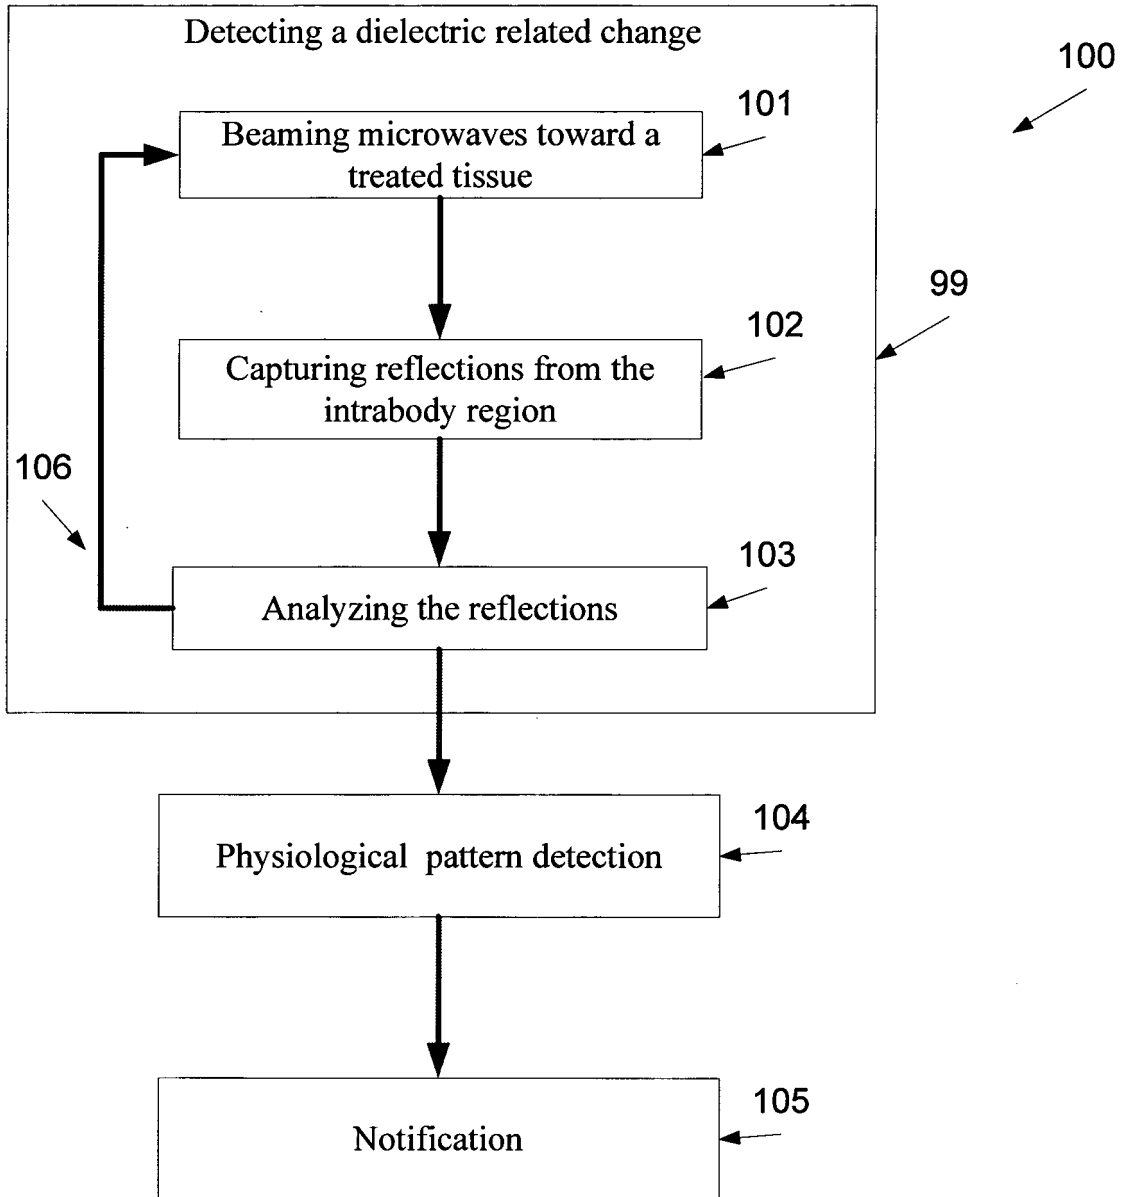 Detecting a dielectric related change
100
101
Beaming microwaves toward a
treated tissue
99
102
Capturing reflections from the
intrabody region
106
103
Analyzing the reflections
104
Physiological pattern detection
105
Notification